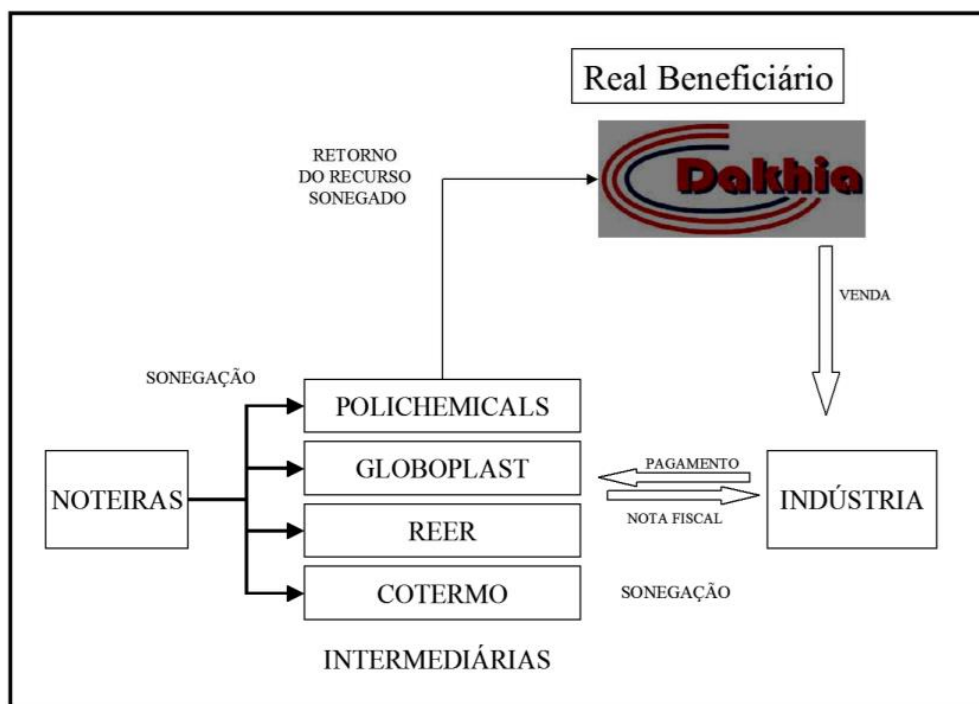 Real Beneficiário
Dakhia
RETORNO
DO RECURSO
SONEGADO
VENDA
SONEGAÇÃO
POLICHEMICALS
GLOBOPLAST
REER
COTERMO
NOTEIRAS
PAGAMENTO
NOTA FISCAL
INDÚSTRIA
SONEGAÇÃO
INTERMEDIÁRIAS